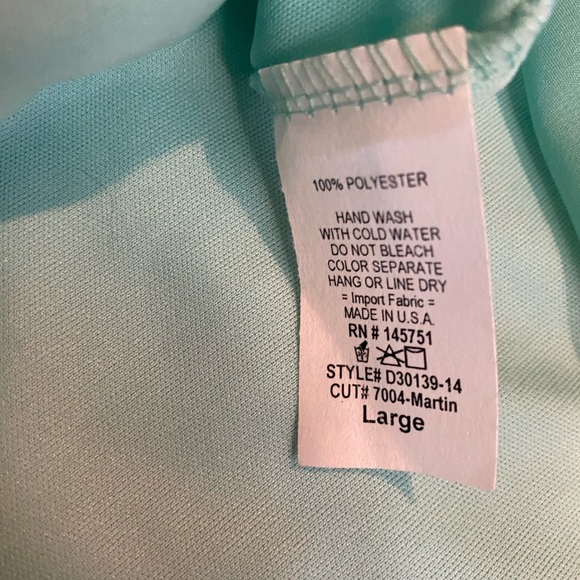 100% POLYESTER
HAND WASH
WITH COLD WATER
DO NOT BLEACH
COLOR SEPARATE
HANG OR LINE DRY
= Import Fabric =
MADE IN U.S.A.
RN # 145751
STYLE# D30139-14
CUT# 7004-Martin
Large